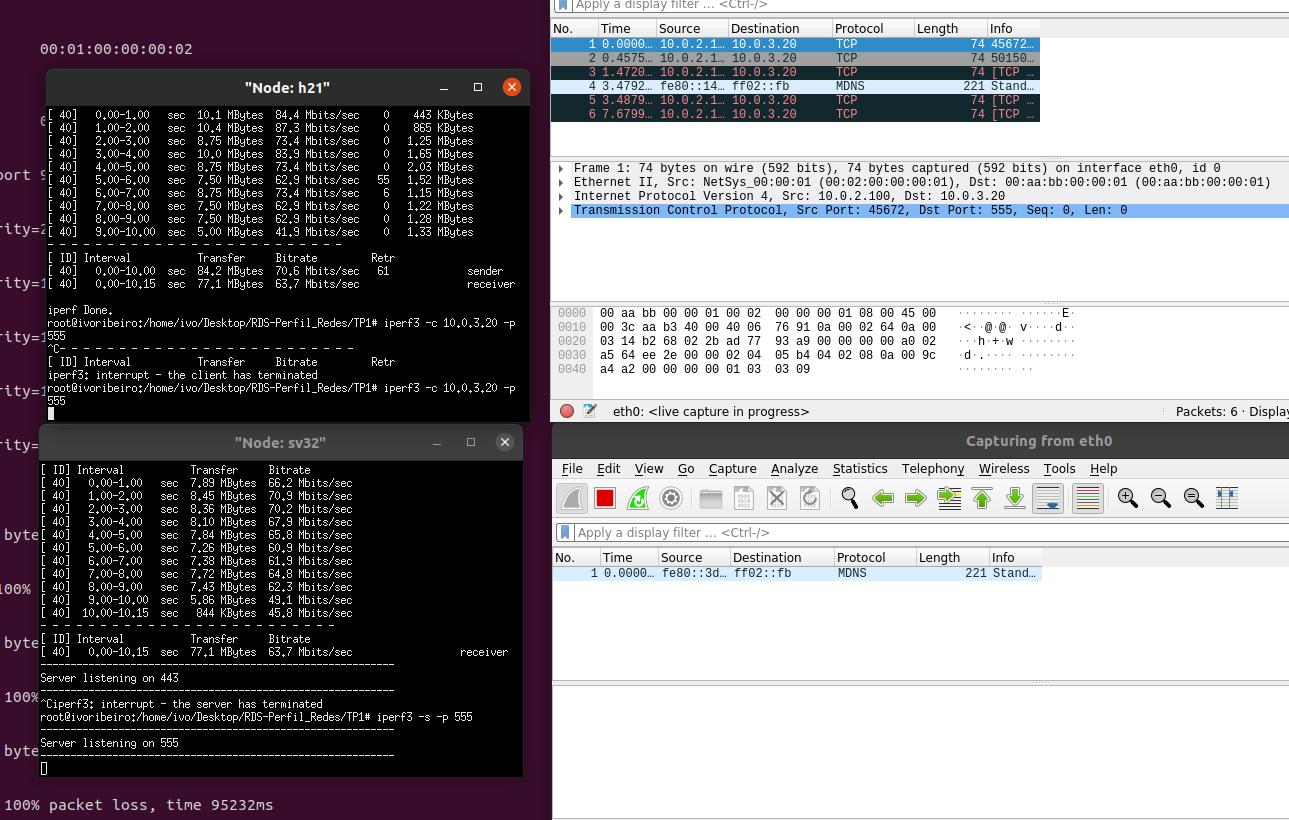 00:01:00:00:00:02
ort 9
rity=2
rity=1
rity=1
rity=1
rity=
byte
100%
byte
100%
byte
100% packet loss, time 95232ms
"Node: h21"
[ 40]   0.00-1.00   sec  10.1 MBytes  84.4 Mbits/sec    0    443 KBytes
[ 40]   1.00-2.00   sec  10.4 MBytes  87.3 Mbits/sec    0    865 KBytes
[ 40]   2.00-3.00   sec  8.75 MBytes  73.4 Mbits/sec    0   1.25 MBytes
[ 40]   3.00-4.00   sec  10.0 MBytes  83.9 Mbits/sec    0   1.65 MBytes
[ 40]   4.00-5.00   sec  8.75 MBytes  73.4 Mbits/sec    0   2.03 MBytes
[ 40]   5.00-6.00   sec  7.50 MBytes  62.9 Mbits/sec   55   1.52 MBytes
[ 40]   6.00-7.00   sec  8.75 MBytes  73.4 Mbits/sec    6   1.15 MBytes
[ 40]   7.00-8.00   sec  7.50 MBytes  62.9 Mbits/sec    0   1.22 MBytes
[ 40]   8.00-9.00   sec  7.50 MBytes  62.9 Mbits/sec    0   1.28 MBytes
[ 40]   9.00-10.00  sec  5.00 MBytes  41.9 Mbits/sec    0   1.33 MBytes
- - - - - - - - - - - - - - - - - - - - - - - - -
[ ID] Interval           Transfer     Bitrate         Retr
[ 40]   0.00-10.00  sec  84.2 MBytes  70.6 Mbits/sec   61             sender
[ 40]   0.00-10.15  sec  77.1 MBytes  63.7 Mbits/sec                  receiver
iperf Done.
root@ivoribeiro:/home/ivo/Desktop/RDS-Perfil_Redes/TP1# iperf3 -c 10.0.3.20 -p
555
^C- - - - - - - - - - - - - - - - - - - - - - - - -
[ ID] Interval           Transfer     Bitrate         Retr
iperf3: interrupt - the client has terminated
root@ivoribeiro:/home/ivo/Desktop/RDS-Perfil_Redes/TP1# iperf3 -c 10.0.3.20 -p
555
"Node: sv32"
[ ID] Interval           Transfer     Bitrate
[ 40]   0.00-1.00   sec  7.89 MBytes  66.2 Mbits/sec
[ 40]   1.00-2.00   sec  8.45 MBytes  70.9 Mbits/sec
[ 40]   2.00-3.00   sec  8.36 MBytes  70.2 Mbits/sec
[ 40]   3.00-4.00   sec  8.10 MBytes  67.9 Mbits/sec
[ 40]   4.00-5.00   sec  7.84 MBytes  65.8 Mbits/sec
[ 40]   5.00-6.00   sec  7.26 MBytes  60.9 Mbits/sec
[ 40]   6.00-7.00   sec  7.38 MBytes  61.9 Mbits/sec
[ 40]   7.00-8.00   sec  7.72 MBytes  64.8 Mbits/sec
[ 40]   8.00-9.00   sec  7.43 MBytes  62.3 Mbits/sec
[ 40]   9.00-10.00  sec  5.86 MBytes  49.1 Mbits/sec
[ 40]  10.00-10.15  sec   844 KBytes  45.8 Mbits/sec
- - - - - - - - - - - - - - - - - - - - - - - - -
[ ID] Interval           Transfer     Bitrate
[ 40]   0.00-10.15  sec  77.1 MBytes  63.7 Mbits/sec                  receiver
-----------------------------------------------------------
Server listening on 443
-----------------------------------------------------------
^Ciperf3: interrupt - the server has terminated
root@ivoribeiro:/home/ivo/Desktop/RDS-Perfil_Redes/TP1# iperf3 -s -p 555
-----------------------------------------------------------
Server listening on 555
-----------------------------------------------------------
Apply a display filter … <Ctrl-/>
No. Time Source Destination Protocol Length Info
1 0.0000… 10.0.2.1… 10.0.3.20 TCP 74 45672…
2 0.4575… 10.0.2.1… 10.0.3.20 TCP 74 50150…
3 1.4720… 10.0.2.1… 10.0.3.20 TCP 74 [TCP …
4 3.4792… fe80::14… ff02::fb MDNS 221 Stand…
5 3.4879… 10.0.2.1… 10.0.3.20 TCP 74 [TCP …
6 7.6799… 10.0.2.1… 10.0.3.20 TCP 74 [TCP …
Frame 1: 74 bytes on wire (592 bits), 74 bytes captured (592 bits) on interface eth0, id 0
Ethernet II, Src: NetSys_00:00:01 (00:02:00:00:00:01), Dst: 00:aa:bb:00:00:01 (00:aa:bb:00:00:01)
Internet Protocol Version 4, Src: 10.0.2.100, Dst: 10.0.3.20
Transmission Control Protocol, Src Port: 45672, Dst Port: 555, Seq: 0, Len: 0
0000 00 aa bb 00 00 01 00 02 00 00 00 01 08 00 45 00 ········ ······E·
0010 00 3c aa b3 40 00 40 06 76 91 0a 00 02 64 0a 00 ·<··@·@· v····d··
0020 03 14 b2 68 02 2b ad 77 93 a9 00 00 00 00 a0 02 ···h·+·w ········
0030 a5 64 ee 2e 00 00 02 04 05 b4 04 02 08 0a 00 9c ·d·.···· ········
0040 a4 a2 00 00 00 00 01 03 03 09 ········ ··
eth0: <live capture in progress>
Packets: 6 · Display
Capturing from eth0
File Edit View Go Capture Analyze Statistics Telephony Wireless Tools Help
Apply a display filter … <Ctrl-/>
No. Time Source Destination Protocol Length Info
1 0.0000… fe80::3d… ff02::fb MDNS 221 Stand…